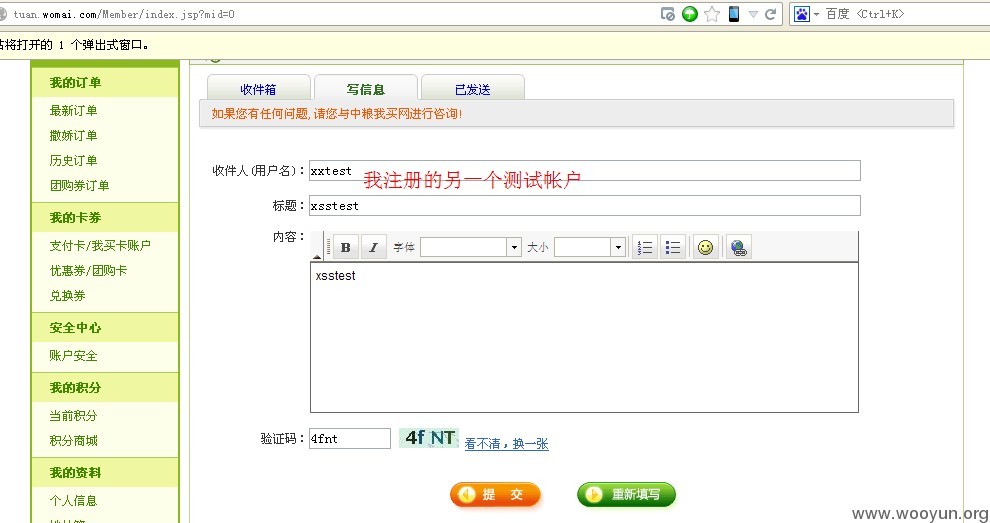 tuan.womai.com/Member/index.jsp?mid=0
百度 <Ctrl+K>
站将打开的 1 个弹出式窗口。
我的订单
最新订单
撒娇订单
历史订单
团购券订单
我的卡券
支付卡/我买卡账户
优惠券/团购卡
兑换券
安全中心
账户安全
我的积分
当前积分
积分商城
我的资料
个人信息
收件箱
写信息
已发送
如果您有任何问题,请您与中粮我买网进行咨询!
收件人(用户名)：xxtest
我注册的另一个测试帐户
标题：xsstest
内容：
B I 字体 大小
xsstest
验证码：4fnt 4f NT 看不清，换一张
提 交 重新填写
www.wooyun.org